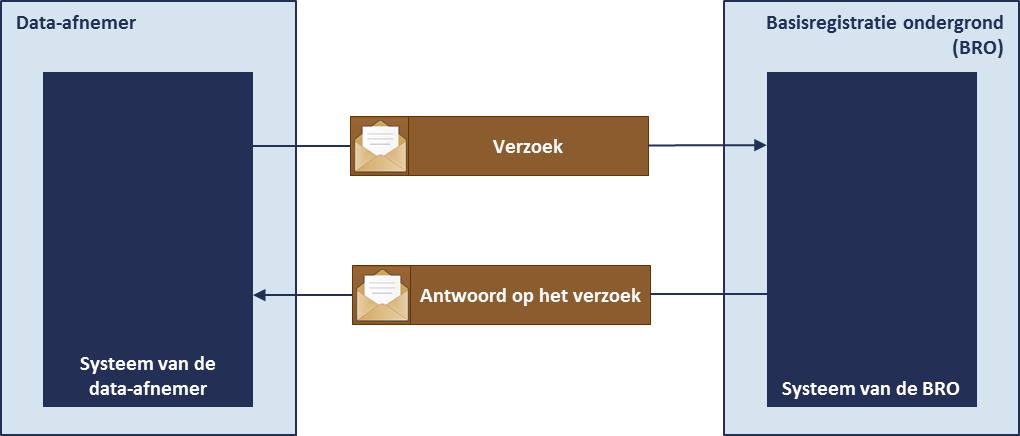 Data-afnemer
Basisregistratie ondergrond
(BRO)
Verzoek
Antwoord op het verzoek
Systeem van de
data-afnemer
Systeem van de BRO